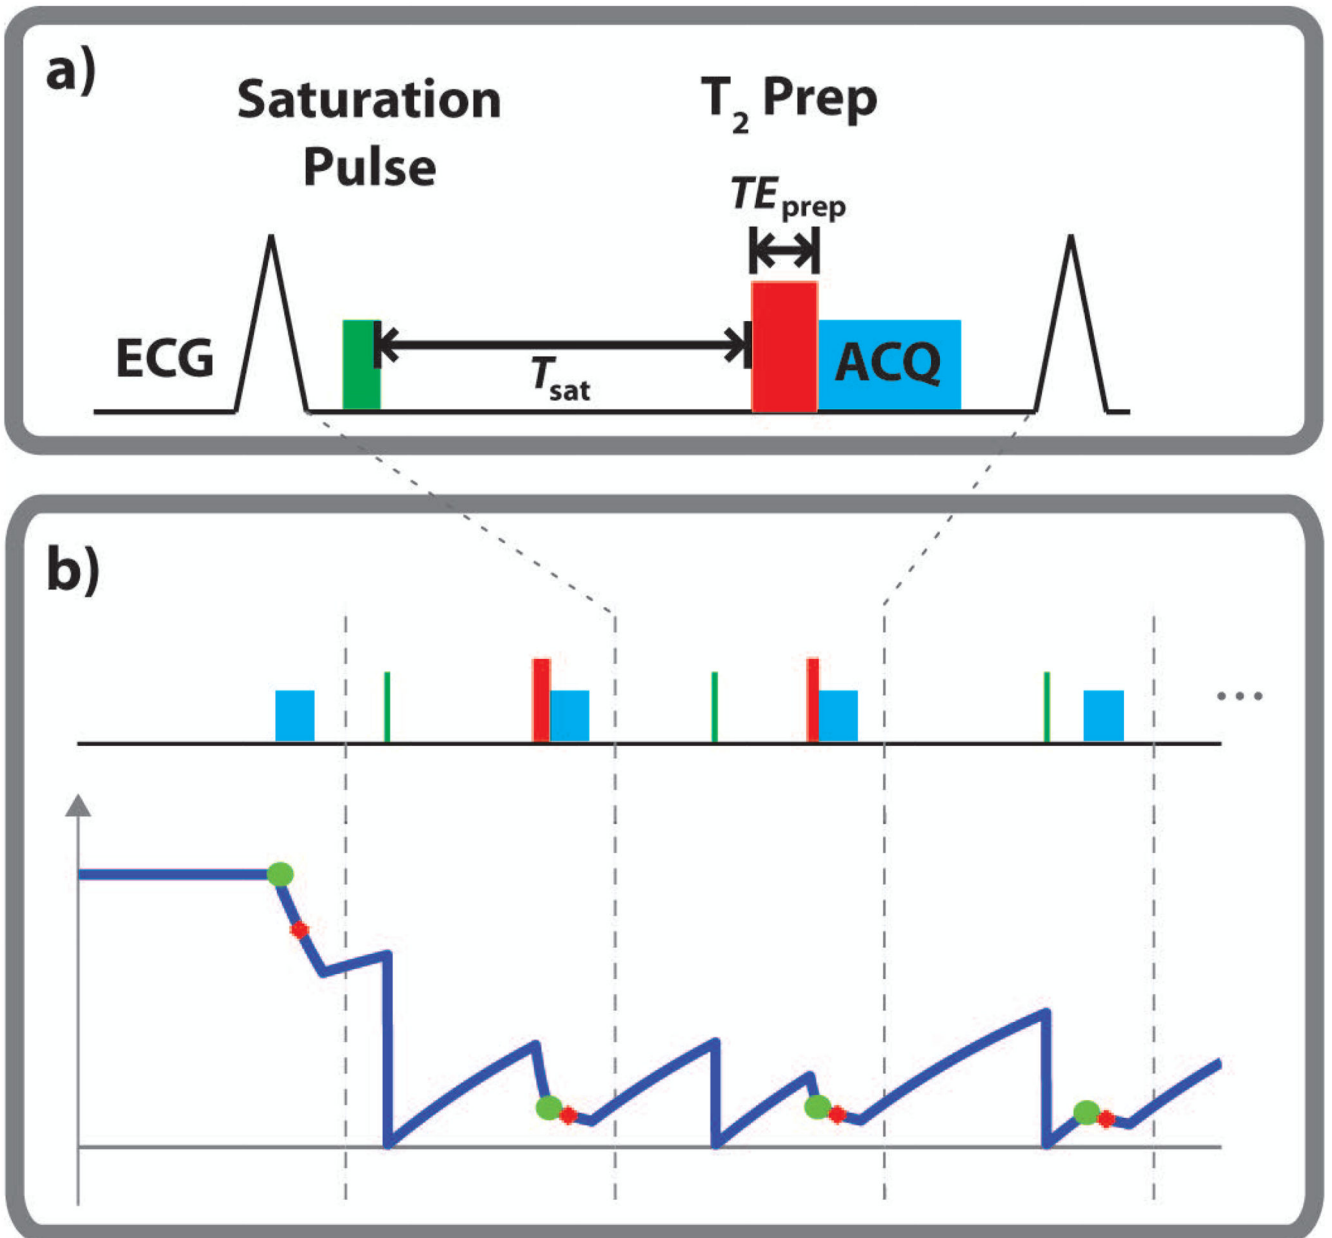 a)
Saturation
Pulse
T2 Prep
TEprep
ECG
Tsat
ACQ
b)
...